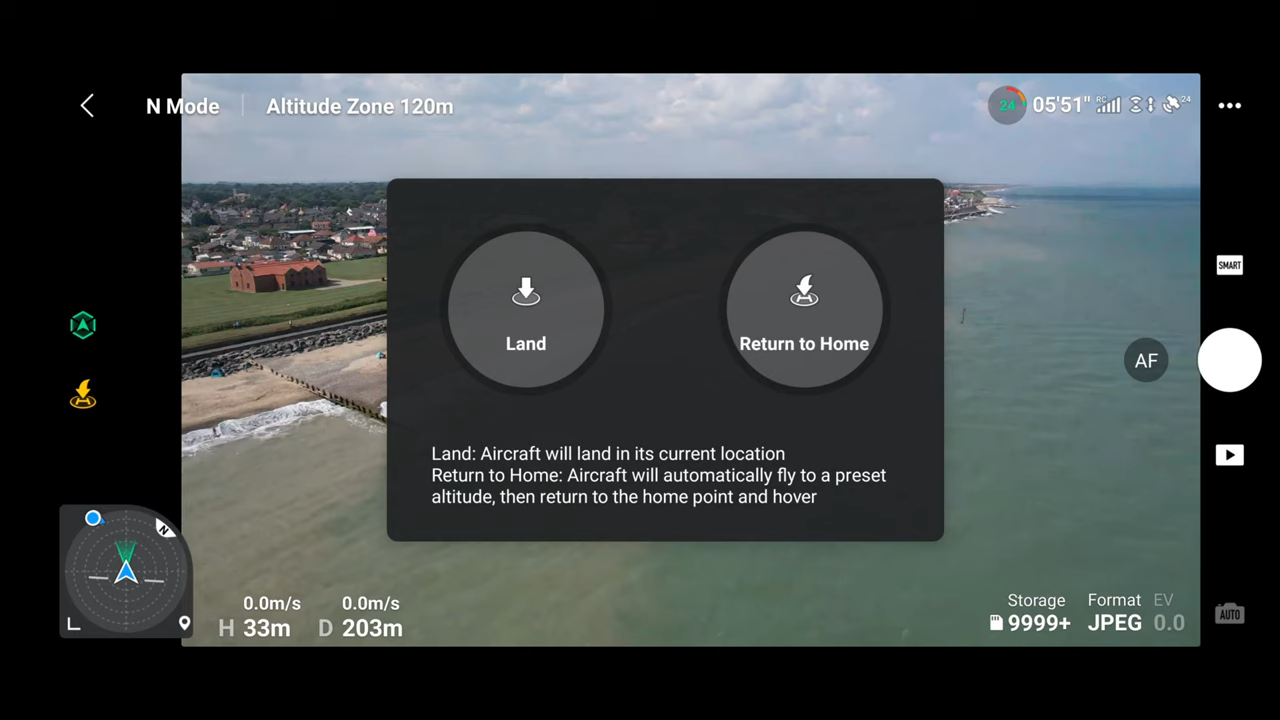 N Mode
Altitude Zone 120m
24
05'51"
RC
24
SMART
Land
Return to Home
AF
Land: Aircraft will land in its current location
Return to Home: Aircraft will automatically fly to a preset
altitude, then return to the home point and hover
N
L
0.0m/s 0.0m/s
H 33m D 203m
Storage Format EV
9999+ JPEG 0.0
AUTO